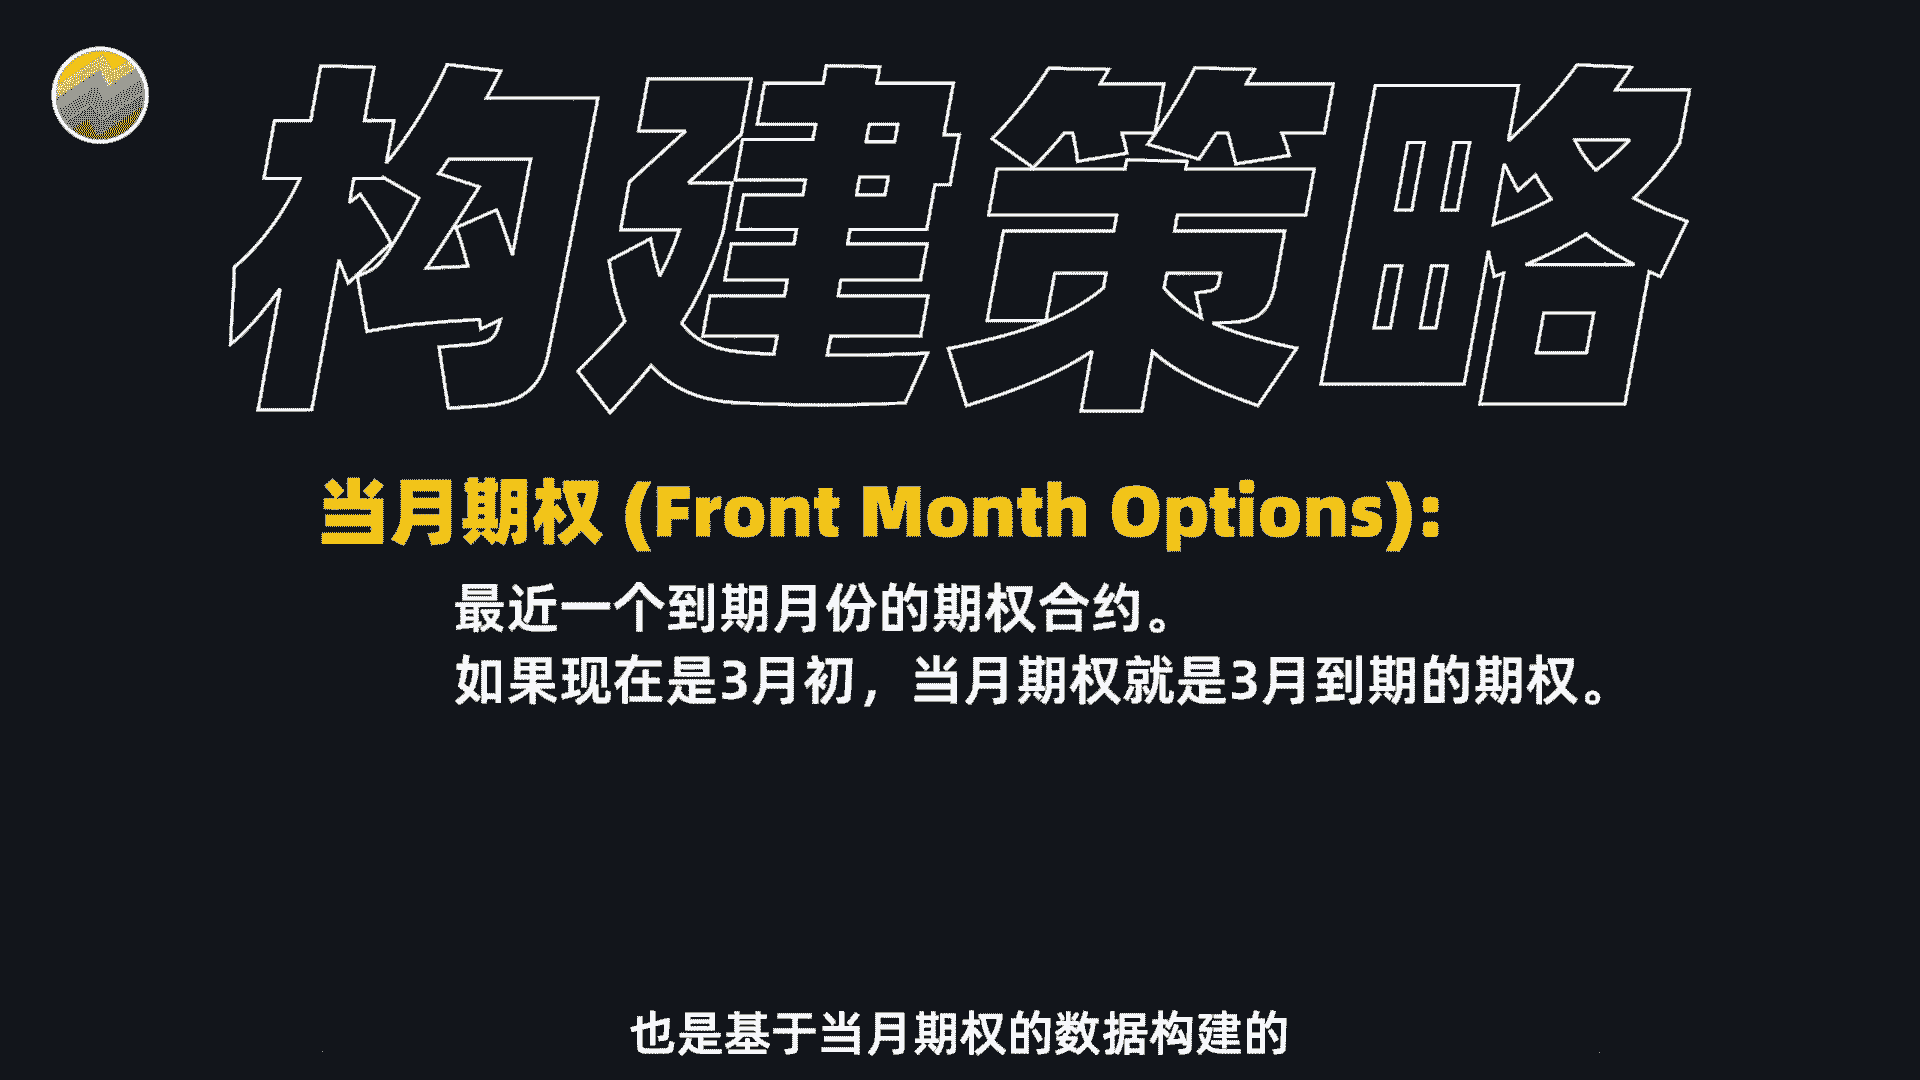 构建策略
当月期权 (Front Month Options):
最近一个到期月份的期权合约。
如果现在是3月初，当月期权就是3月到期的期权。
也是基于当月期权的数据构建的